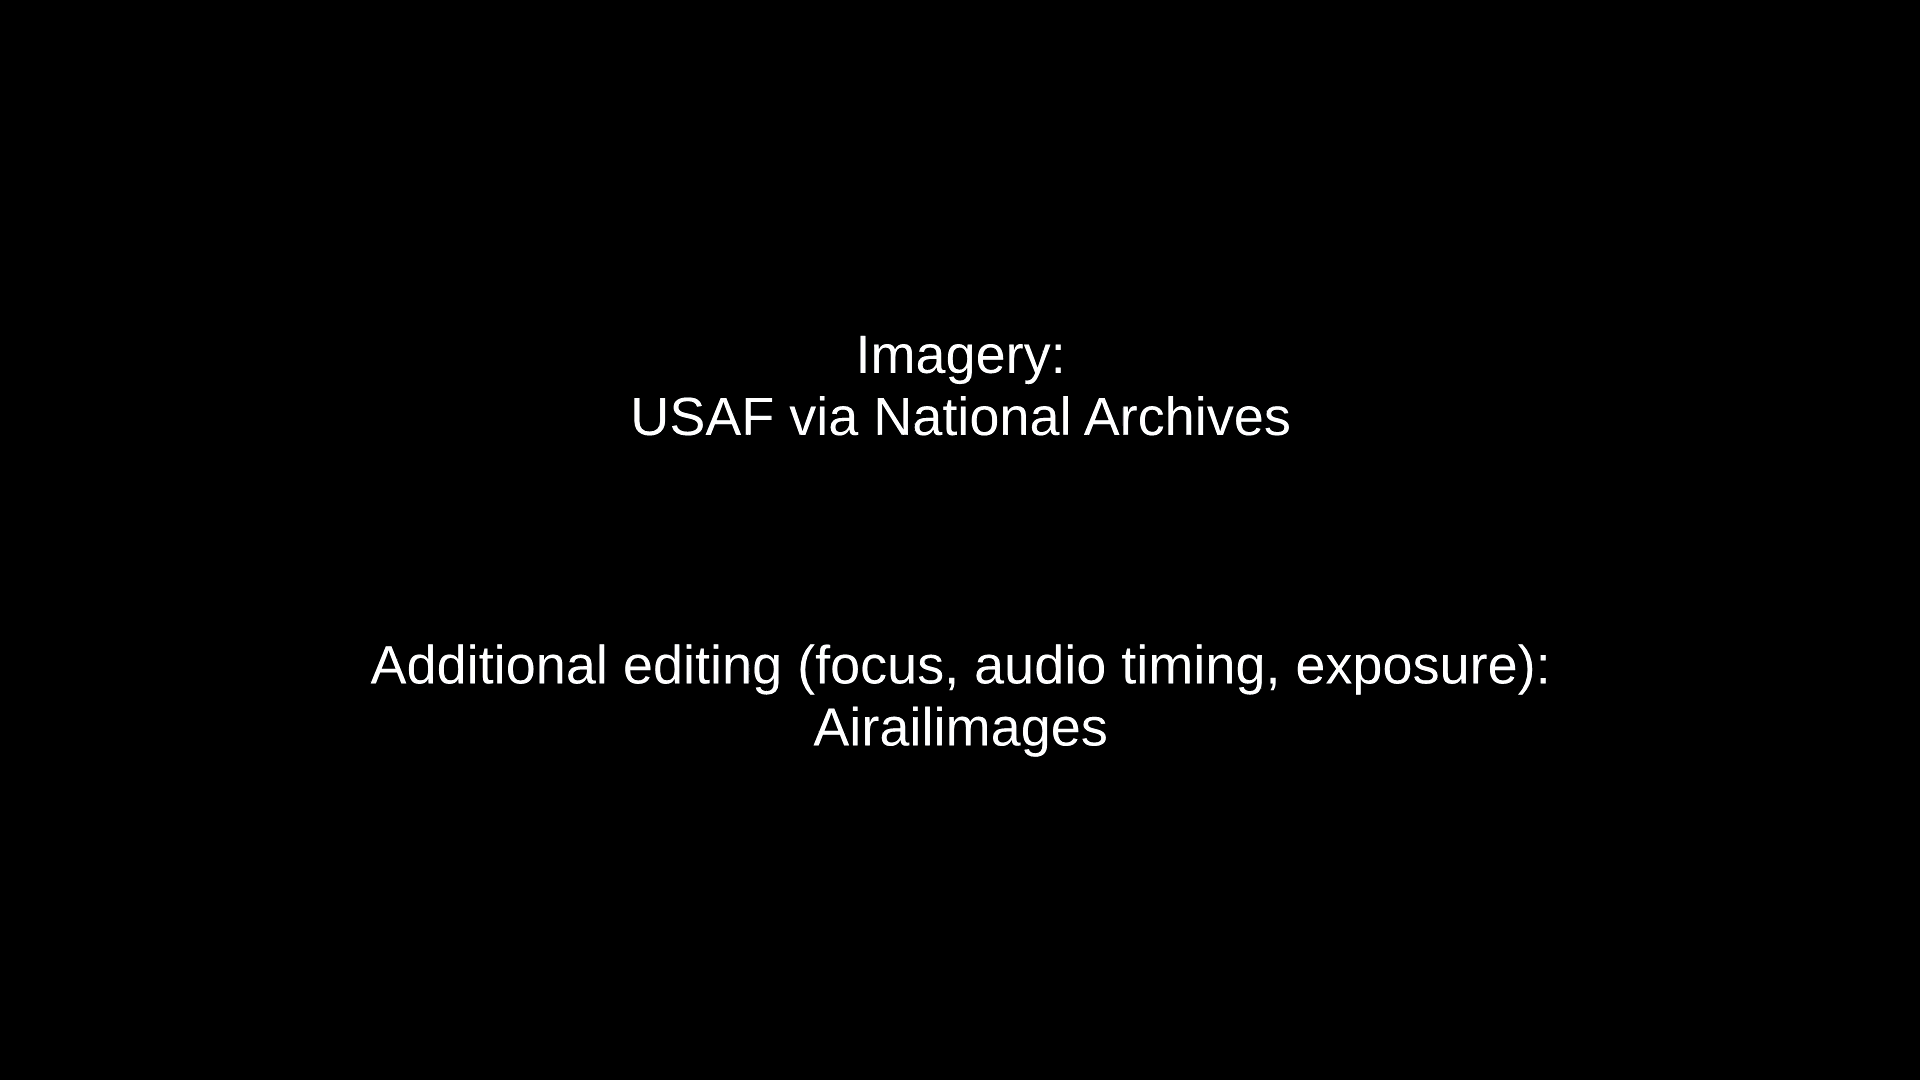 Imagery:
USAF via National Archives
Additional editing (focus, audio timing, exposure):
Airailimages